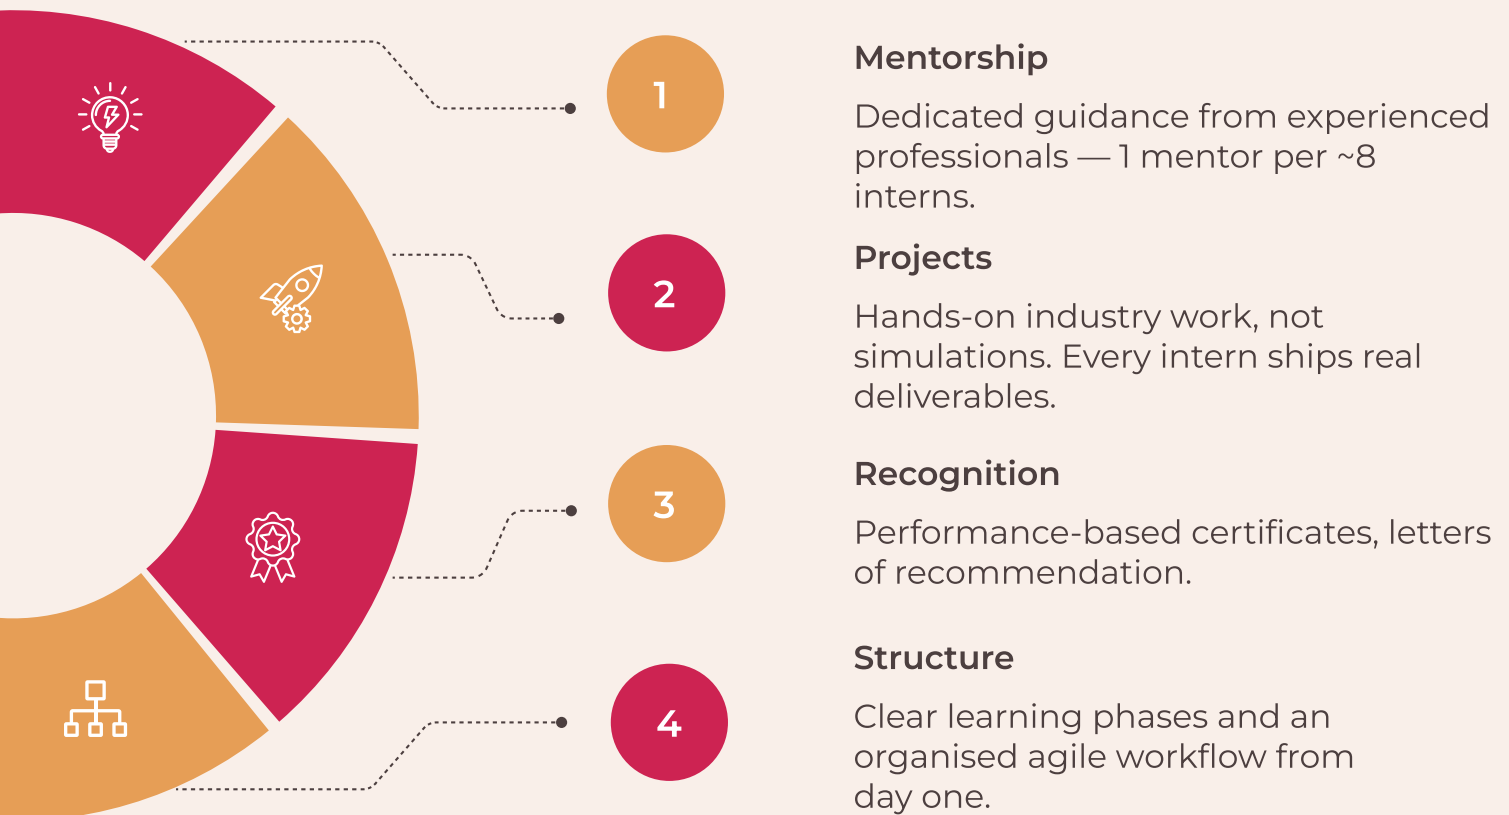 1
Mentorship
Dedicated guidance from experienced
professionals — 1 mentor per ~8
interns.
2
Projects
Hands-on industry work, not
simulations. Every intern ships real
deliverables.
3
Recognition
Performance-based certificates, letters
of recommendation.
4
Structure
Clear learning phases and an
organised agile workflow from
day one.